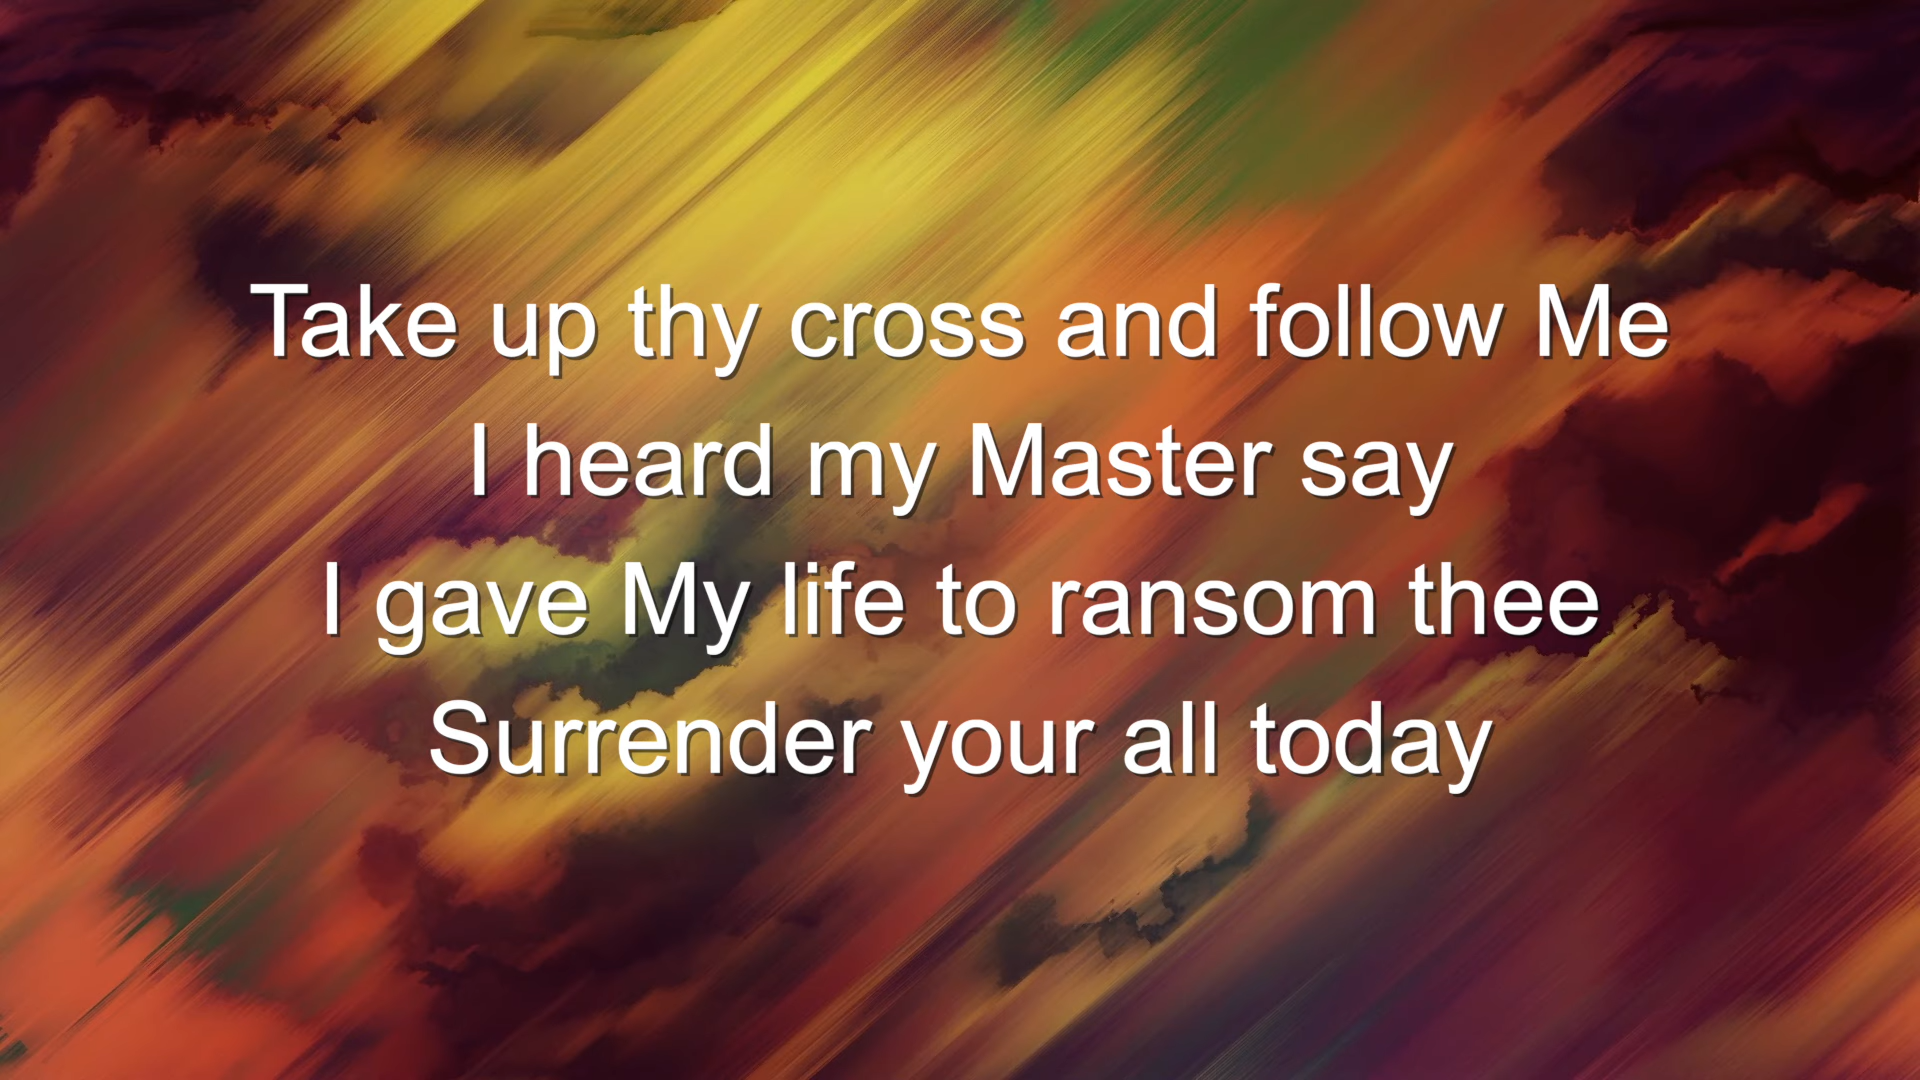 Take up thy cross and follow Me
I heard my Master say
I gave My life to ransom thee
Surrender your all today